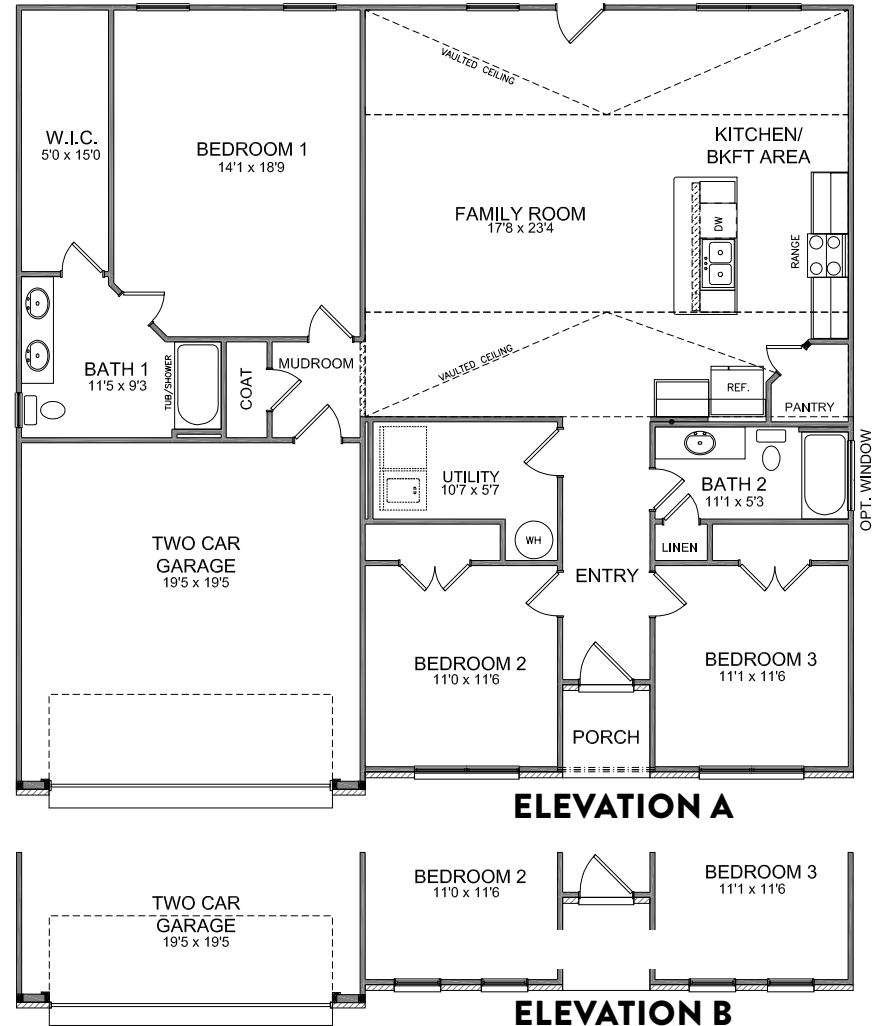 VAULTED CEILING
W.I.C.
5'0 x 15'0
BEDROOM 1
14'1 x 18'9
KITCHEN/
BKFT AREA
FAMILY ROOM
17'8 x 23'4
DW
RANGE
BATH 1
11'5 x 9'3
TUB/SHOWER
COAT
MUDROOM
VAULTED CEILING
REF.
PANTRY
UTILITY
10'7 x 5'7
BATH 2
11'1 x 5'3
OPT. WINDOW
WH
LINEN
TWO CAR
GARAGE
19'5 x 19'5
ENTRY
BEDROOM 2
11'0 x 11'6
BEDROOM 3
11'1 x 11'6
PORCH
ELEVATION A
BEDROOM 2
11'0 x 11'6
BEDROOM 3
11'1 x 11'6
TWO CAR
GARAGE
19'5 x 19'5
ELEVATION B